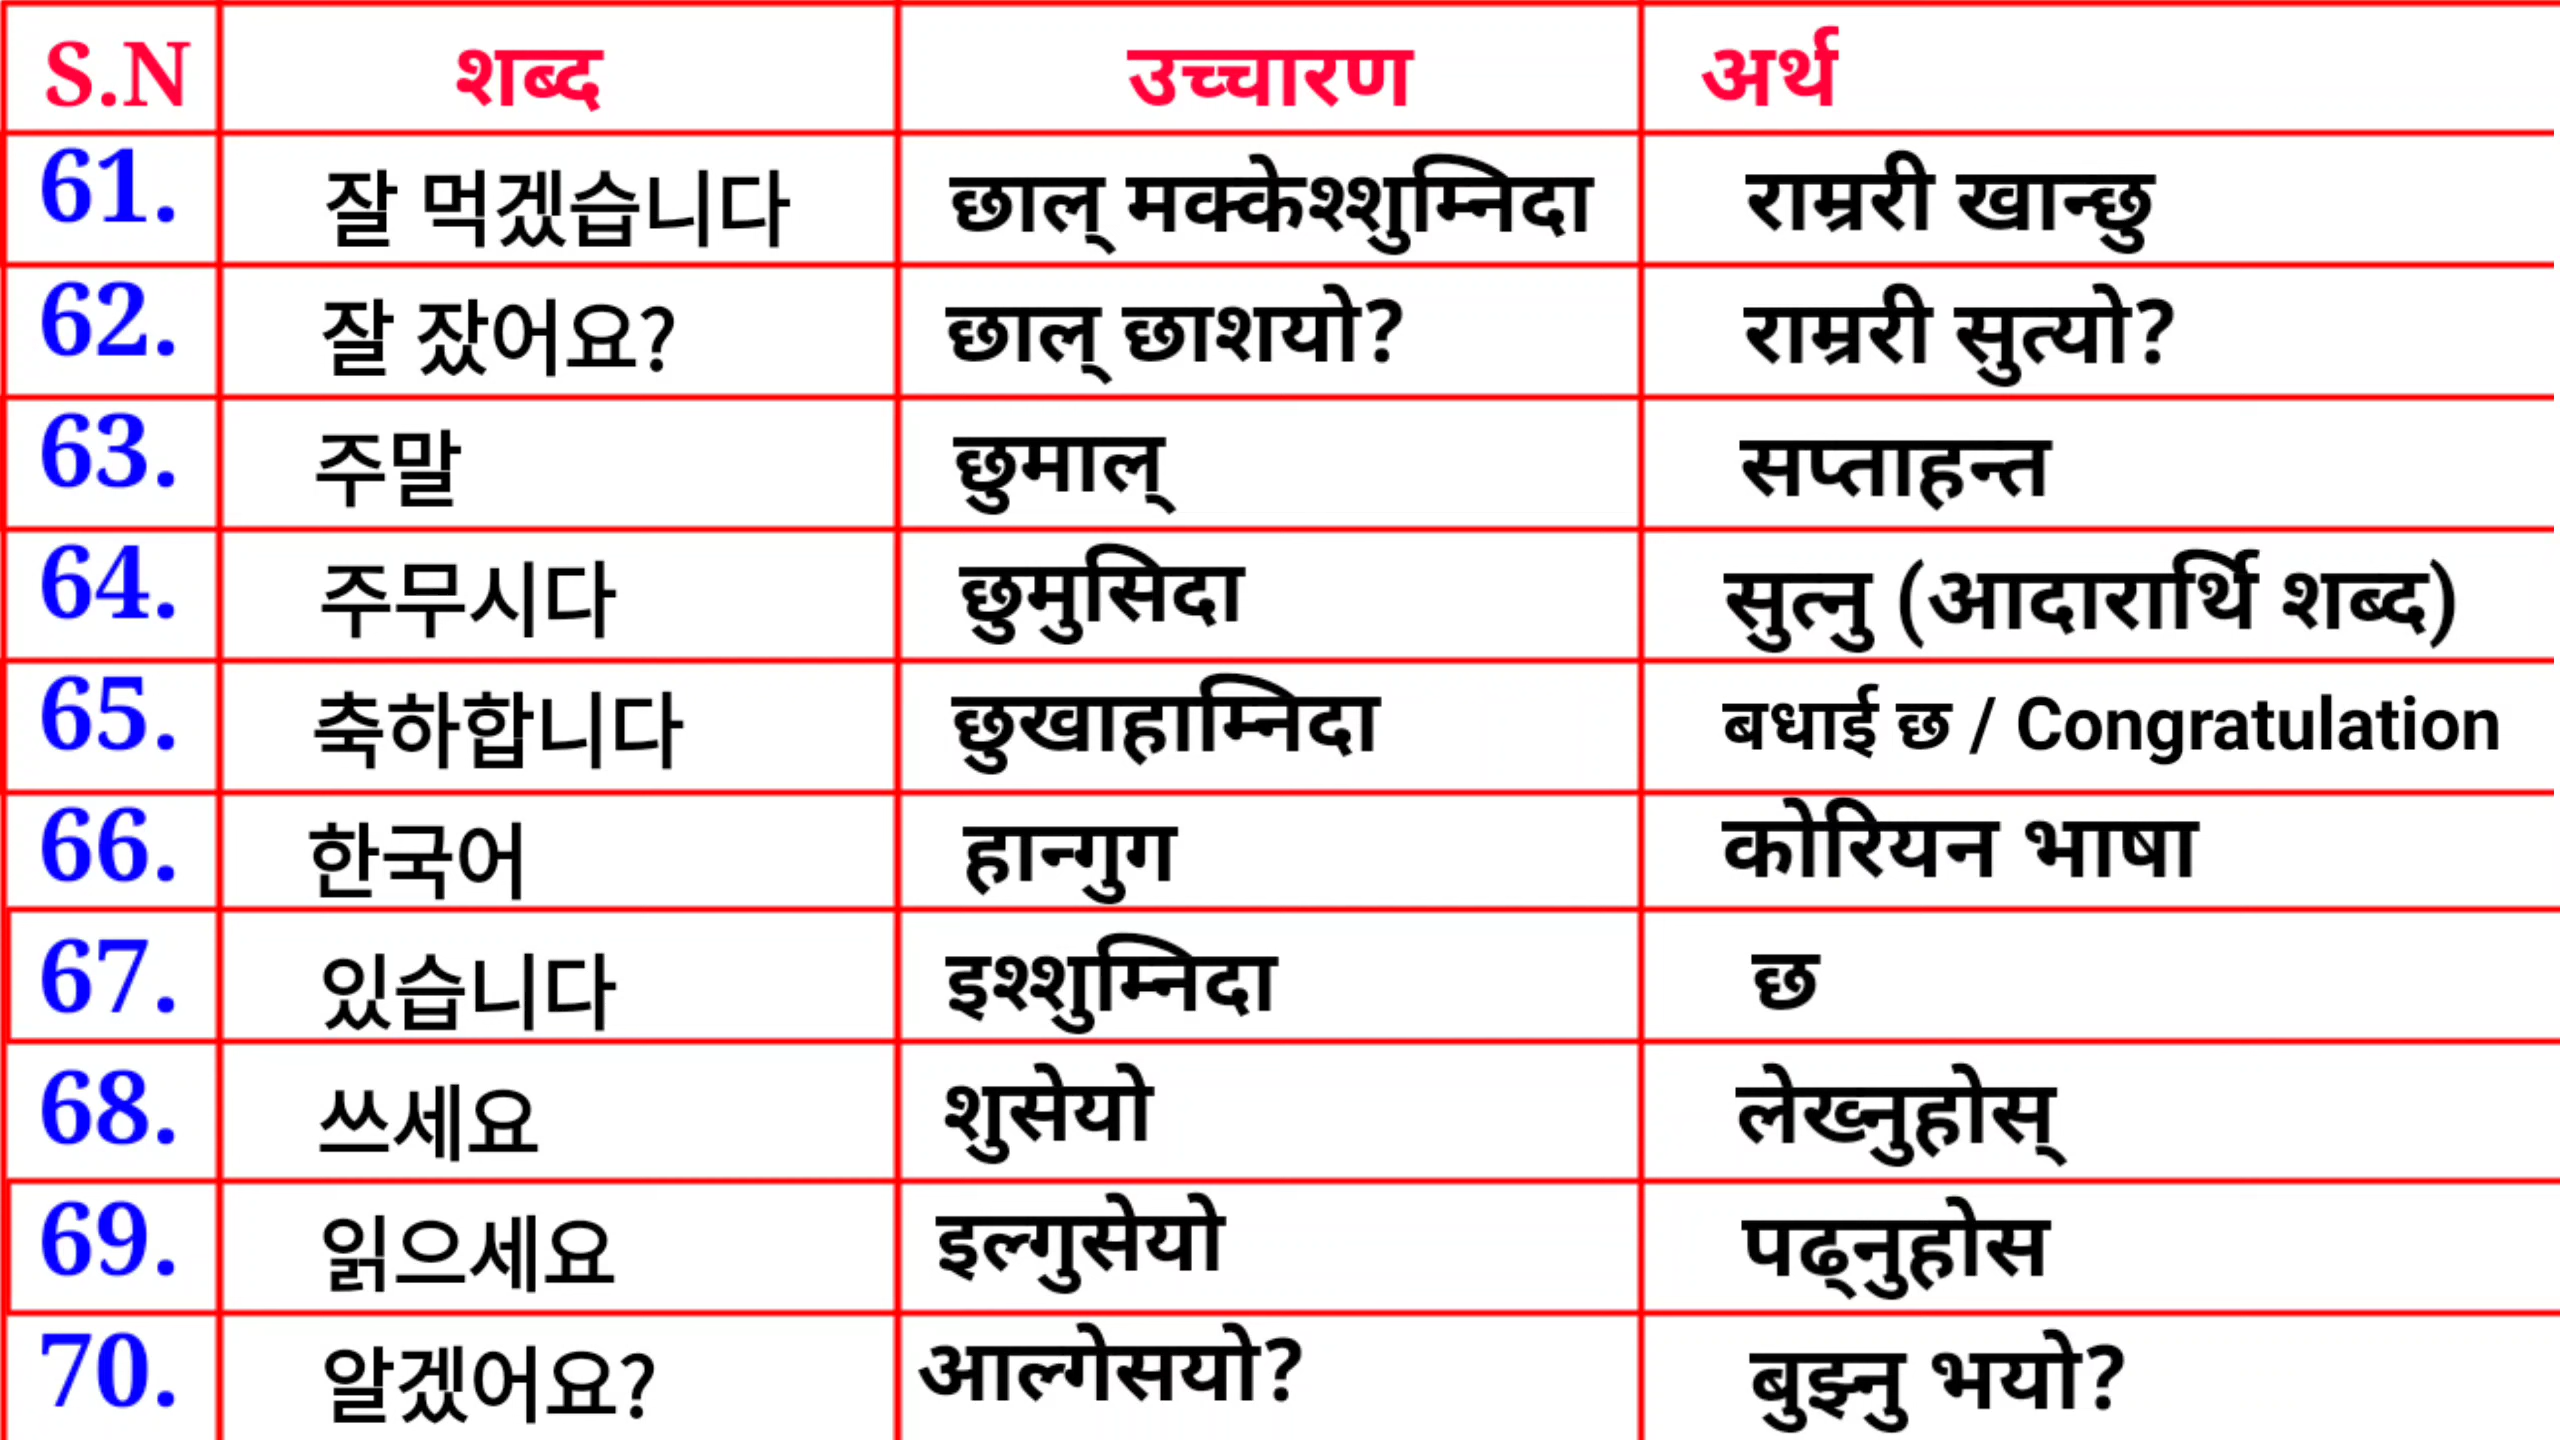 S.N शब्द उच्चारण अर्थ
61. 잘 먹겠습니다 छाल् मक्केश्शुम्निदा राम्ररी खान्छु
62. 잘 잤어요? छाल् छाशयो? राम्ररी सुत्यो?
63. 주말 छुमाल् सप्ताहन्त
64. 주무시다 छुमुसिदा सुत्नु (आदारार्थि शब्द)
65. 축하합니다 छुखाहाम्निदा बधाई छ / Congratulation
66. 한국어 हान्गुग कोरियन भाषा
67. 있습니다 इश्शुम्निदा छ
68. 쓰세요 शुसेयो लेख्नुहोस्
69. 읽으세요 इल्गुसेयो पढ्नुहोस
70. 알겠어요? आल्गेसयो? बुझ्नु भयो?